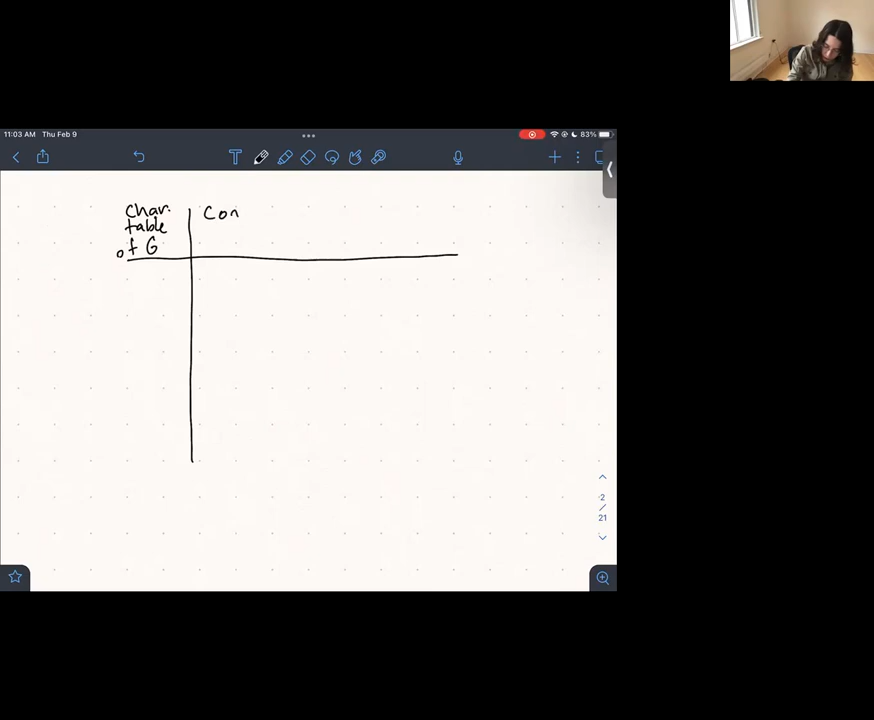 11:03 AM Thu Feb 9
83%
Char.
table
of G
Con
2
/
21